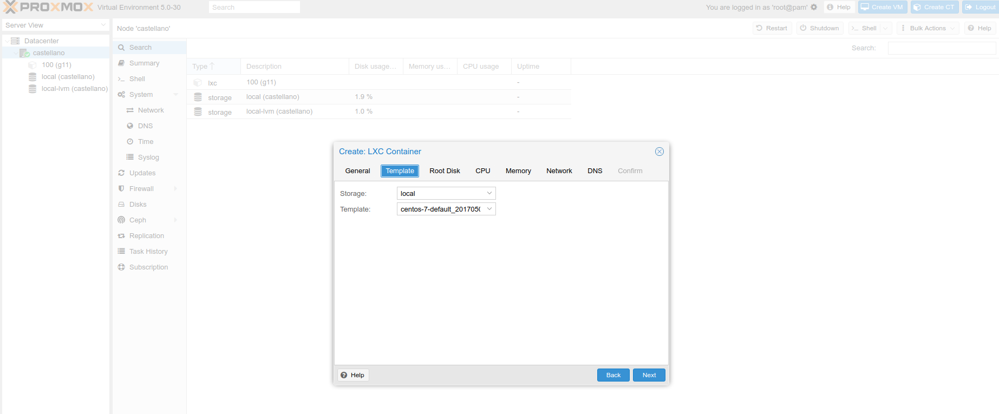 PROXMOX Virtual Environment 5.0-30 Search You are logged in as 'root@pam' Help Create VM Create CT Logout
Server View
Node 'castellano' Restart Shutdown Shell Bulk Actions Help
Datacenter
castellano
100 (g11)
local (castellano)
local-lvm (castellano)
Search
Summary
Shell
System
Network
DNS
Time
Syslog
Updates
Firewall
Disks
Ceph
Replication
Task History
Subscription
Search:
Type Description Disk usage... Memory us... CPU usage Uptime
lxc 100 (g11) -
storage local (castellano) 1.9 % -
storage local-lvm (castellano) 1.0 % -
Create: LXC Container
General Template Root Disk CPU Memory Network DNS Confirm
Storage: local
Template: centos-7-default_2017050
Help Back Next